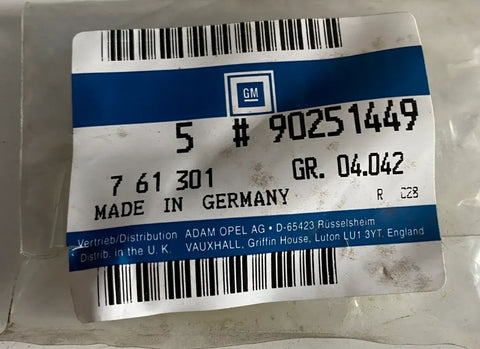 GM
5 # 90251449
7 61 301 GR. 04.042
MADE IN GERMANY R C28
Vertrieb/Distribution ADAM OPEL AG • D-65423 Rüsselsheim
Distrib. in the U.K. VAUXHALL, Griffin House, Luton LU1 3YT, England